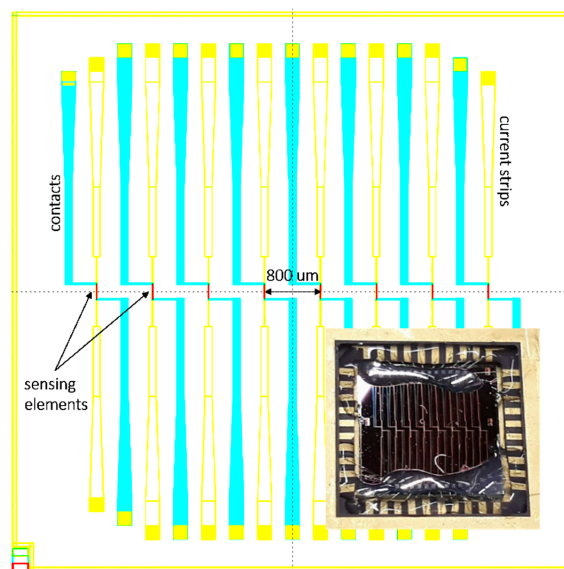 current strips
contacts
800 um
sensing
elements